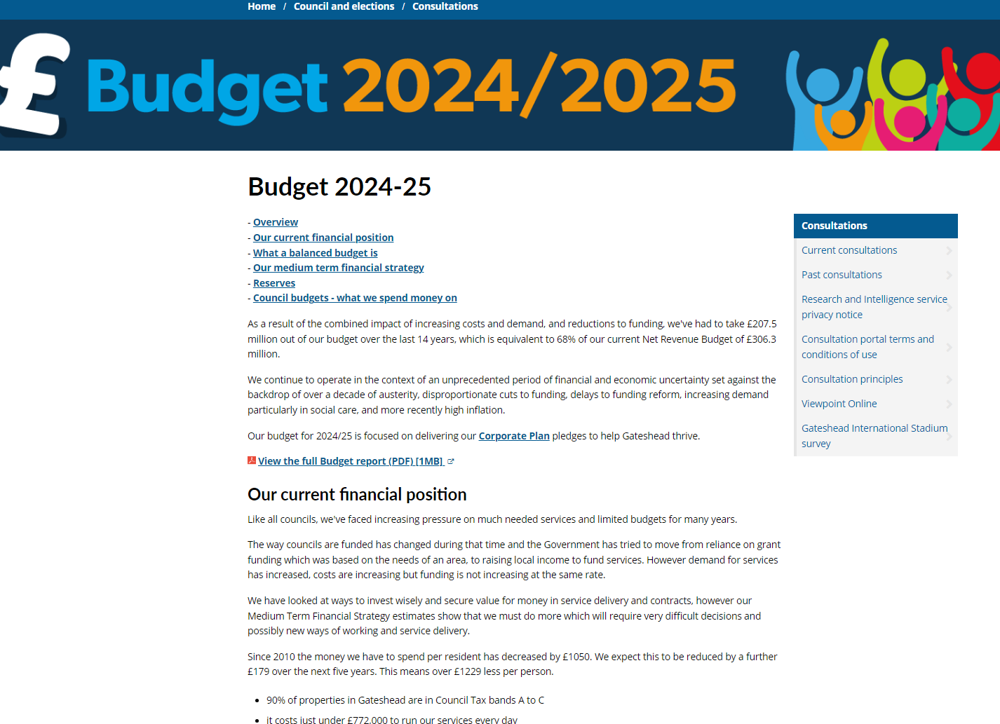 Home / Council and elections / Consultations
£ Budget 2024/2025
Budget 2024-25
- Overview
- Our current financial position
- What a balanced budget is
- Our medium term financial strategy
- Reserves
- Council budgets - what we spend money on
As a result of the combined impact of increasing costs and demand, and reductions to funding, we've had to take £207.5
million out of our budget over the last 14 years, which is equivalent to 68% of our current Net Revenue Budget of £306.3
million.
We continue to operate in the context of an unprecedented period of financial and economic uncertainty set against the
backdrop of over a decade of austerity, disproportionate cuts to funding, delays to funding reform, increasing demand
particularly in social care, and more recently high inflation.
Our budget for 2024/25 is focused on delivering our Corporate Plan pledges to help Gateshead thrive.
View the full Budget report (PDF) [1MB]
Our current financial position
Like all councils, we've faced increasing pressure on much needed services and limited budgets for many years.
The way councils are funded has changed during that time and the Government has tried to move from reliance on grant
funding which was based on the needs of an area, to raising local income to fund services. However demand for services
has increased, costs are increasing but funding is not increasing at the same rate.
We have looked at ways to invest wisely and secure value for money in service delivery and contracts, however our
Medium Term Financial Strategy estimates show that we must do more which will require very difficult decisions and
possibly new ways of working and service delivery.
Since 2010 the money we have to spend per resident has decreased by £1050. We expect this to be reduced by a further
£179 over the next five years. This means over £1229 less per person.
• 90% of properties in Gateshead are in Council Tax bands A to C
• it costs just under £772,000 to run our services every day
Consultations
Current consultations
Past consultations
Research and Intelligence service
privacy notice
Consultation portal terms and
conditions of use
Consultation principles
Viewpoint Online
Gateshead International Stadium
survey